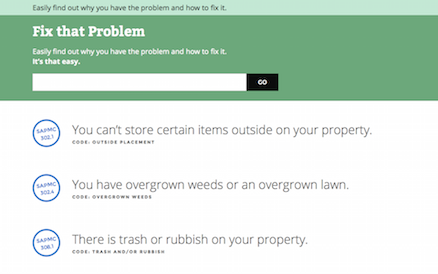 Easily find out why you have the problem and how to fix it.
Fix that Problem
Easily find out why you have the problem and how to fix it.
It's that easy.
GO
SAPMC
302.1
You can't store certain items outside on your property.
CODE: OUTSIDE PLACEMENT
SAPMC
302.4
You have overgrown weeds or an overgrown lawn.
CODE: OVERGROWN WEEDS
SAPMC
308.1
There is trash or rubbish on your property.
CODE: TRASH AND/OR RUBBISH